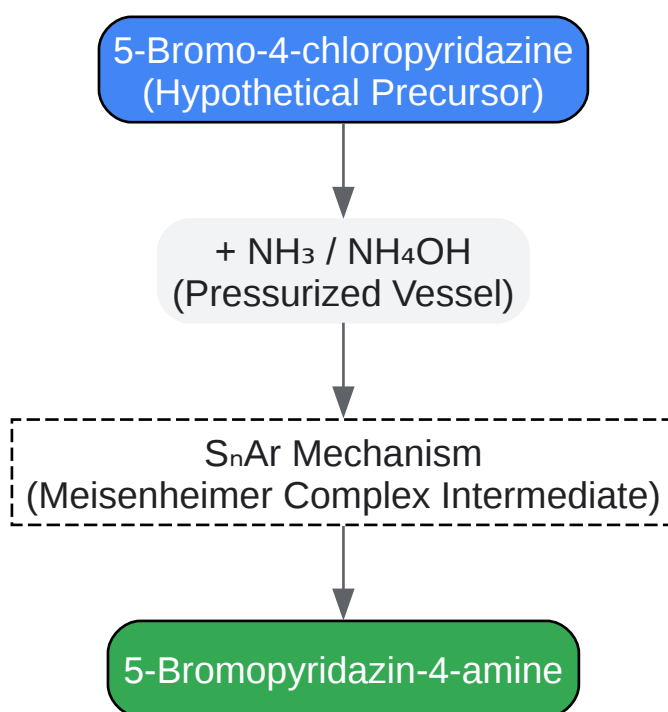 5-Bromo-4-chloropyridazine
(Hypothetical Precursor)
+ NH₃ / NH₄OH
(Pressurized Vessel)
SₙAr Mechanism
(Meisenheimer Complex Intermediate)
5-Bromopyridazin-4-amine